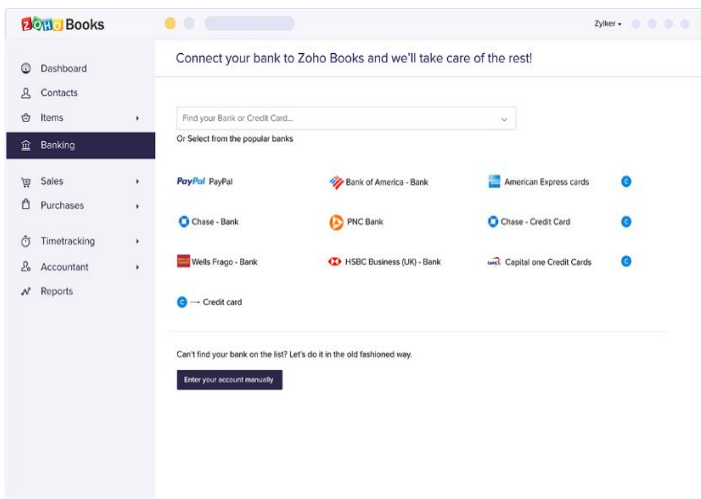 ZOHO Books
Zylker
Dashboard
Contacts
Items
Banking
Sales
Purchases
Timetracking
Accountant
Reports
Connect your bank to Zoho Books and we'll take care of the rest!
Find your Bank or Credit Card...
Or Select from the popular banks
PayPal PayPal
Bank of America - Bank
American Express cards C
Chase - Bank
PNC Bank
Chase - Credit Card C
Wells Frago - Bank
HSBC Business (UK) - Bank
Capital one Credit Cards C
C → Credit card
Can't find your bank on the list? Let's do it in the old fashioned way.
Enter your account manually